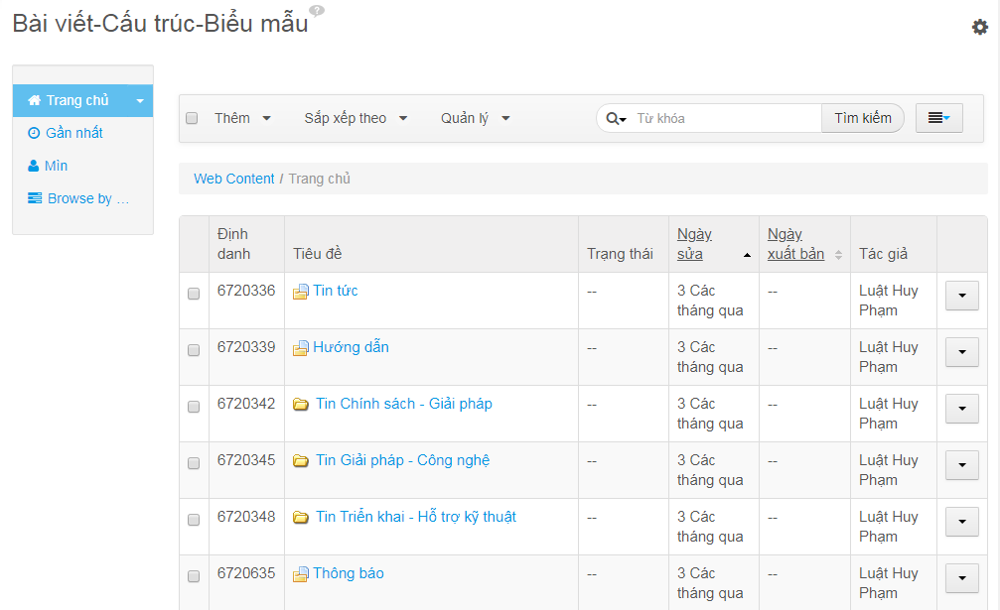 Bài viết-Cấu trúc-Biểu mẫu ?
Trang chủ
Gần nhất
Min
Browse by ...
Thêm Sắp xếp theo Quản lý Từ khóa Tìm kiếm
Web Content / Trang chủ
Định danh Tiêu đề Trạng thái Ngày sửa Ngày xuất bản Tác giả
6720336 Tin tức -- 3 Các tháng qua -- Luật Huy Phạm
6720339 Hướng dẫn -- 3 Các tháng qua -- Luật Huy Phạm
6720342 Tin Chính sách - Giải pháp -- 3 Các tháng qua -- Luật Huy Phạm
6720345 Tin Giải pháp - Công nghệ -- 3 Các tháng qua -- Luật Huy Phạm
6720348 Tin Triển khai - Hỗ trợ kỹ thuật -- 3 Các tháng qua -- Luật Huy Phạm
6720635 Thông báo -- 3 Các tháng qua -- Luật Huy Phạm